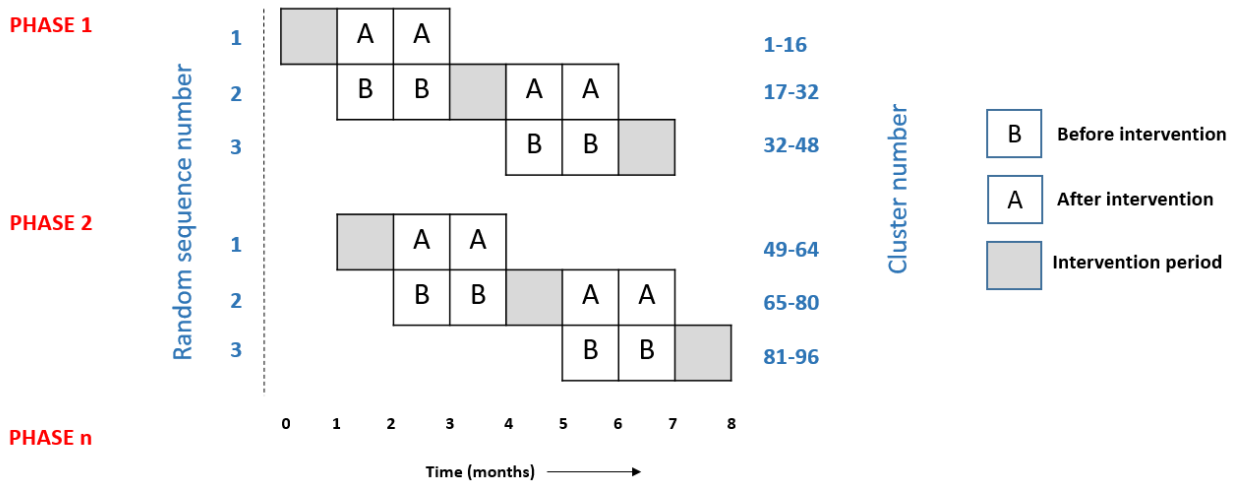 PHASE 1
Random sequence number
1 A A 1-16
2 B B A A 17-32
3 B B 32-48
PHASE 2
1 A A 49-64
2 B B A A 65-80
3 B B 81-96
Cluster number
B Before intervention
A After intervention
Intervention period
PHASE n
0 1 2 3 4 5 6 7 8
Time (months)